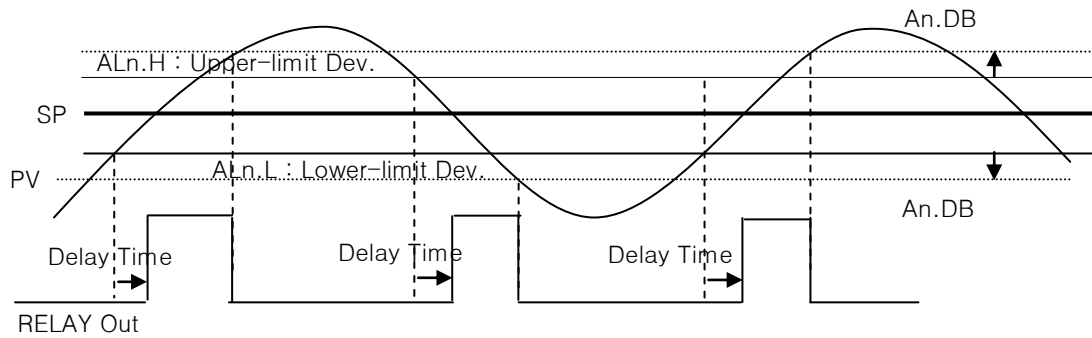 An.DB
ALn.H : Upper-limit Dev.
SP
ALn.L : Lower-limit Dev.
PV
An.DB
Delay Time
Delay Time
Delay Time
RELAY Out